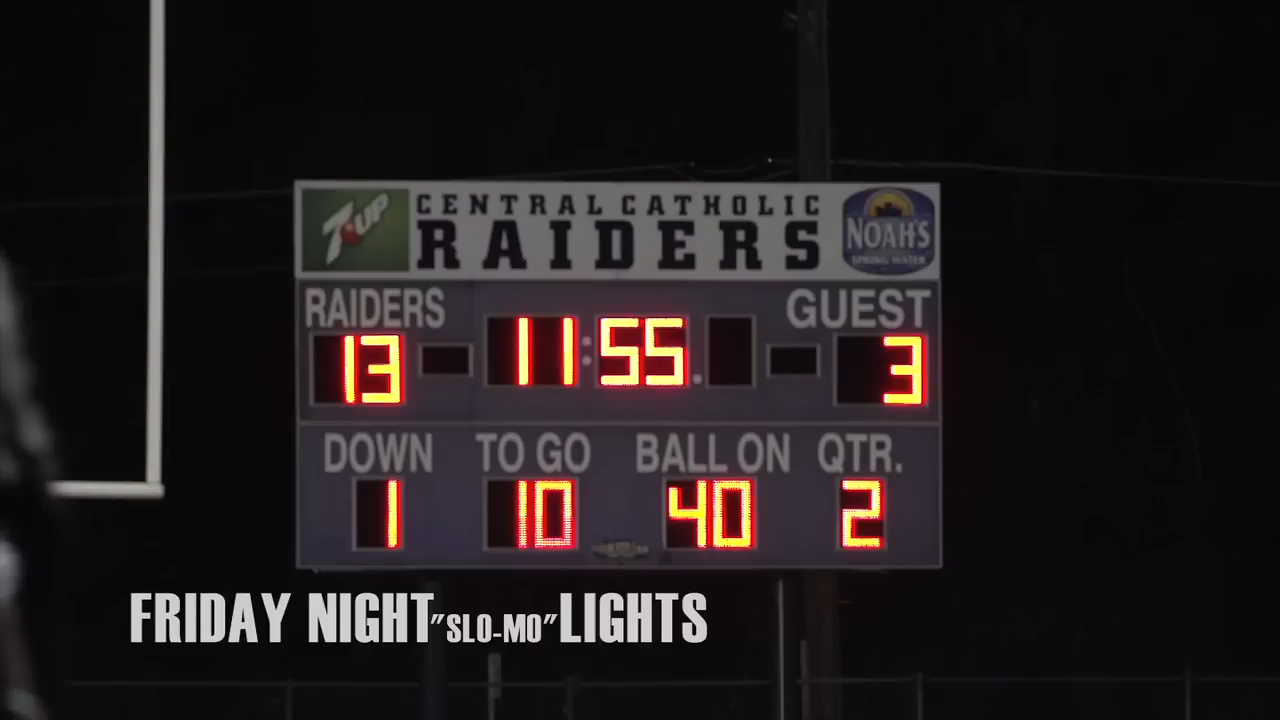 7UP
CENTRAL CATHOLIC
RAIDERS
NOAH'S
SPRING WATER
RAIDERS
GUEST
13
11:55.
3
DOWN
TO GO
BALL ON
QTR.
1
10
40
2
FRIDAY NIGHT "SLO-MO" LIGHTS